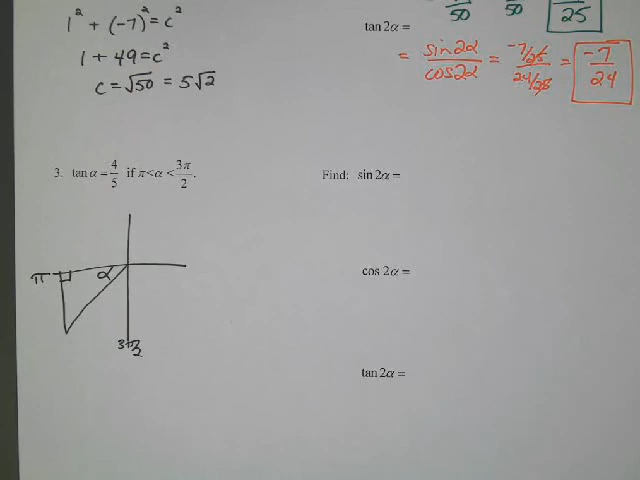 1² + (-7)² = c²
1 + 49 = c²
c = √50 = 5√2
50 50 25
tan 2α =
= sin2α/cos2α = -7/25 / 24/25 = -7/24
3. tan α = 4/5 if π < α < 3π/2.
Find: sin 2α =
π α
3π/2
cos 2α =
tan 2α =